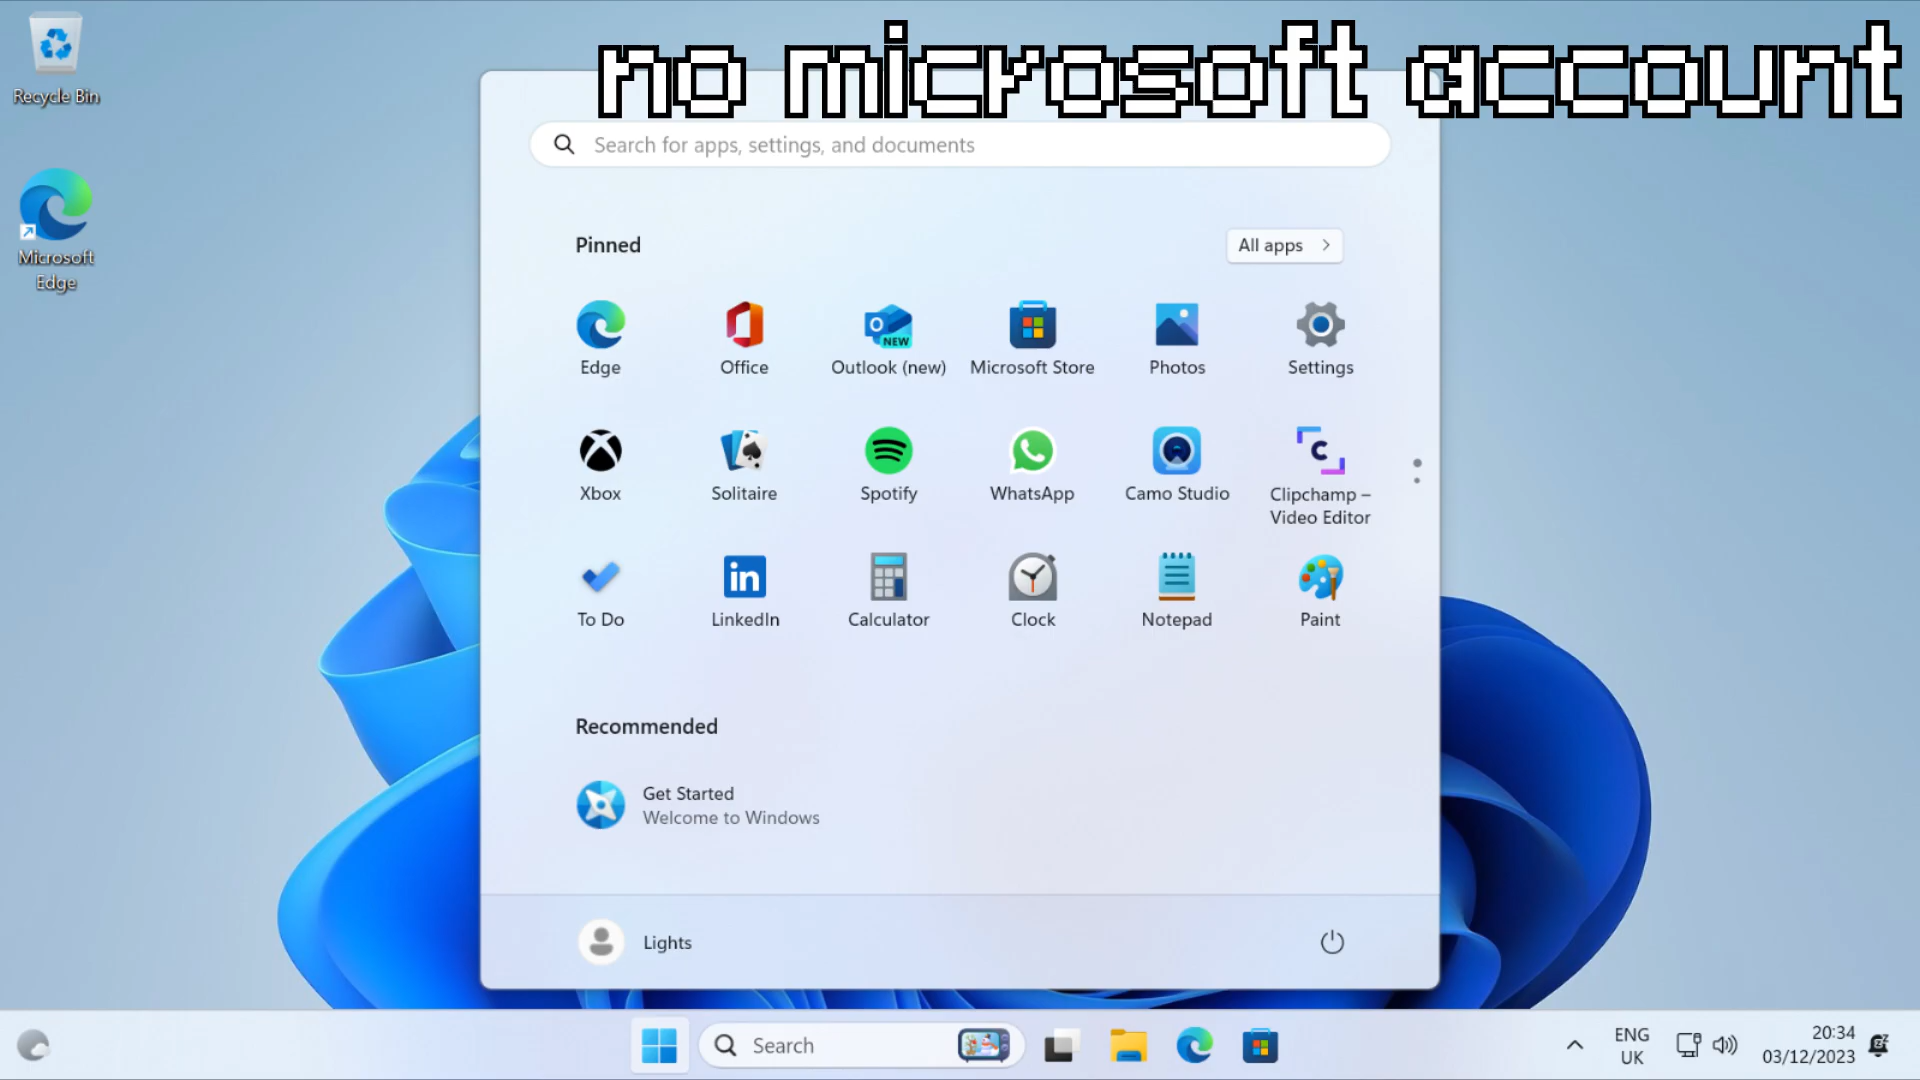 no microsoft account
Recycle Bin
Microsoft
Edge
Search for apps, settings, and documents
Pinned
All apps
Edge
Office
NEW
Outlook (new)
Microsoft Store
Photos
Settings
Xbox
Solitaire
Spotify
WhatsApp
Camo Studio
Clipchamp –
Video Editor
in
To Do
LinkedIn
Calculator
Clock
Notepad
Paint
Recommended
Get Started
Welcome to Windows
Lights
Search
ENG
UK
20:34
03/12/2023